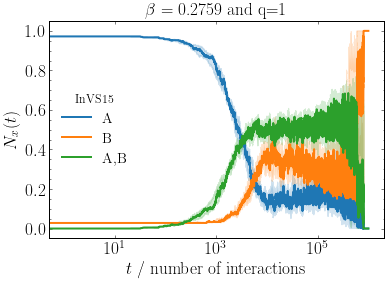 β = 0.2759 and q=1
1.0
0.8
0.6
0.4
0.2
0.0
N_x(t)
InVS15
A
B
A,B
10^1
10^3
10^5
t / number of interactions